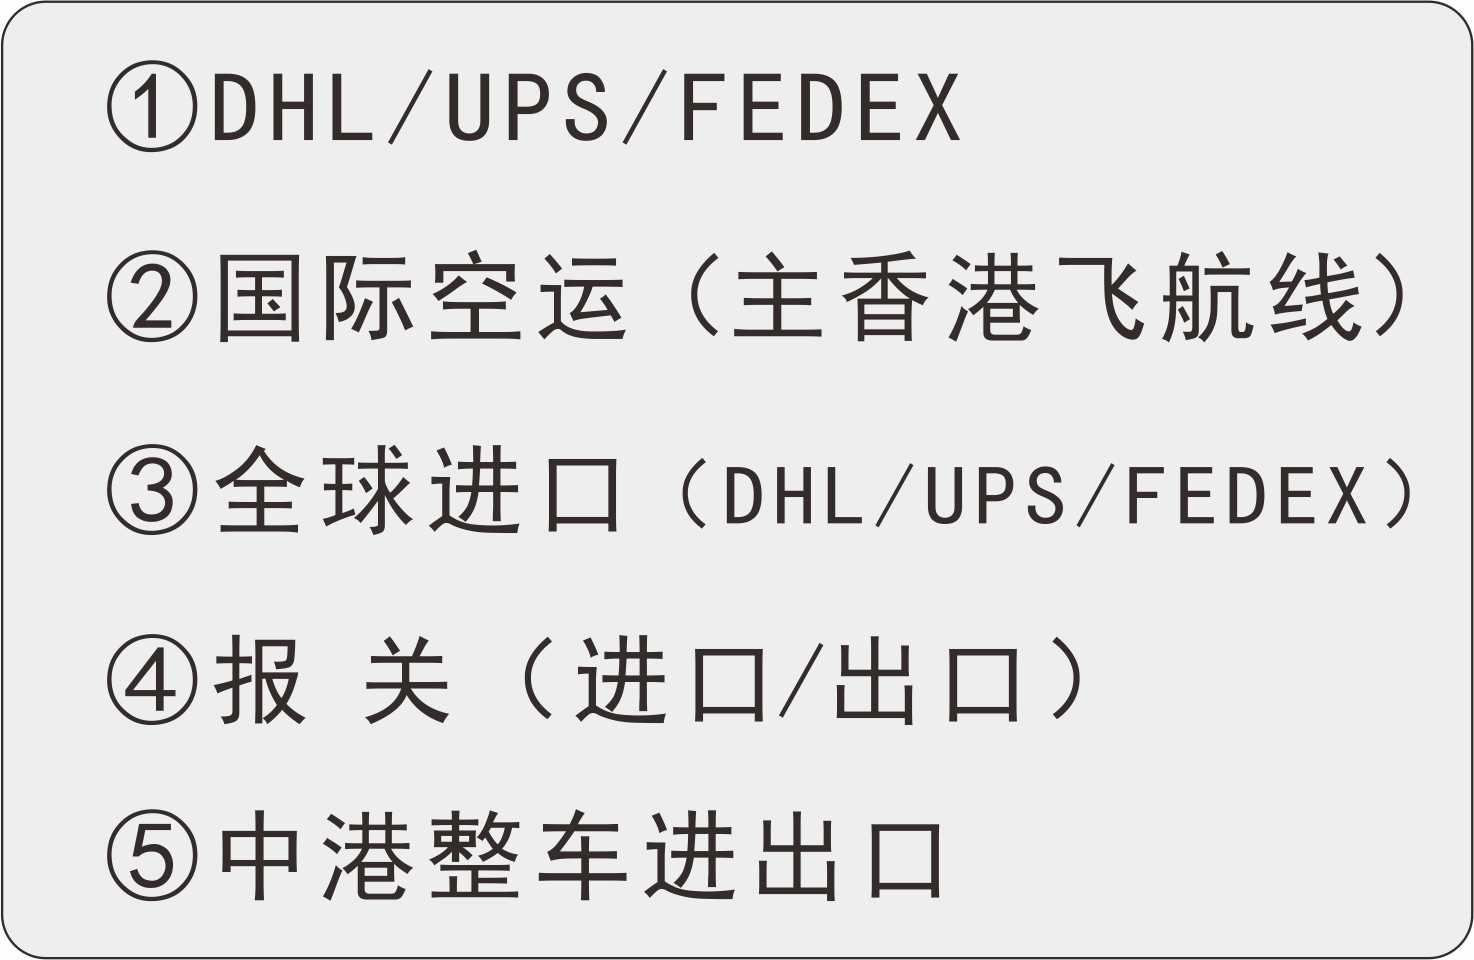 ①DHL/UPS/FEDEX
②国际空运（主香港飞航线）
③全球进口（DHL/UPS/FEDEX）
④报 关（进口/出口）
⑤中港整车进出口